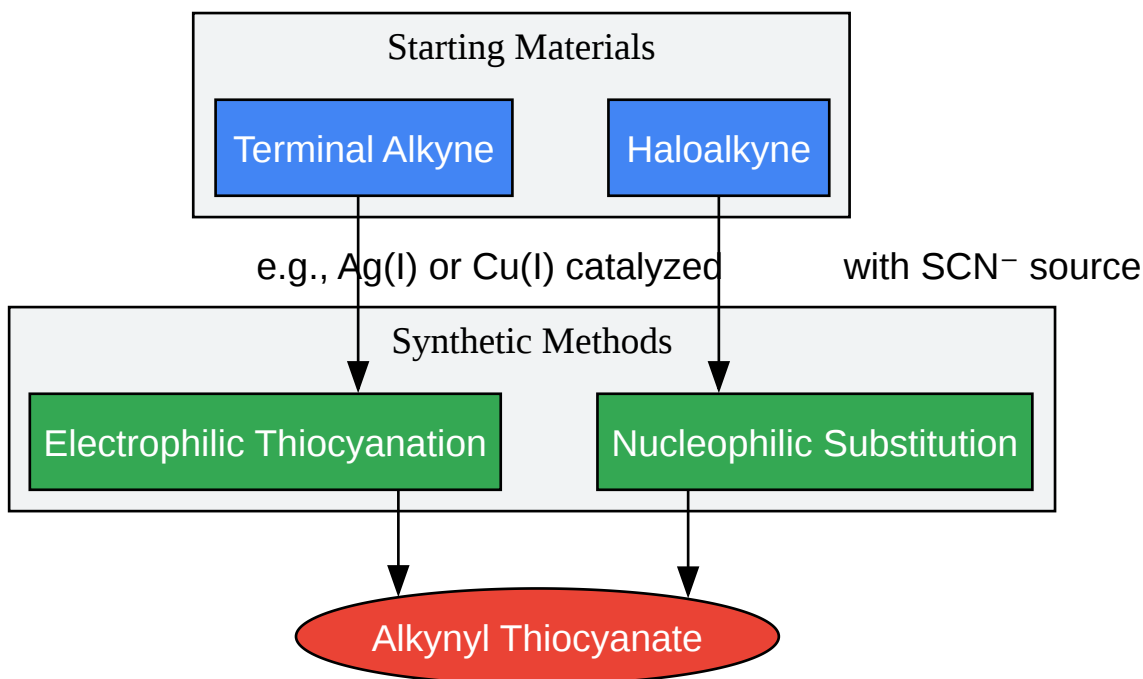 Starting Materials
Terminal Alkyne
Haloalkyne
e.g., Ag(I) or Cu(I) catalyzed
with SCN⁻ source
Synthetic Methods
Electrophilic Thiocyanation
Nucleophilic Substitution
Alkynyl Thiocyanate